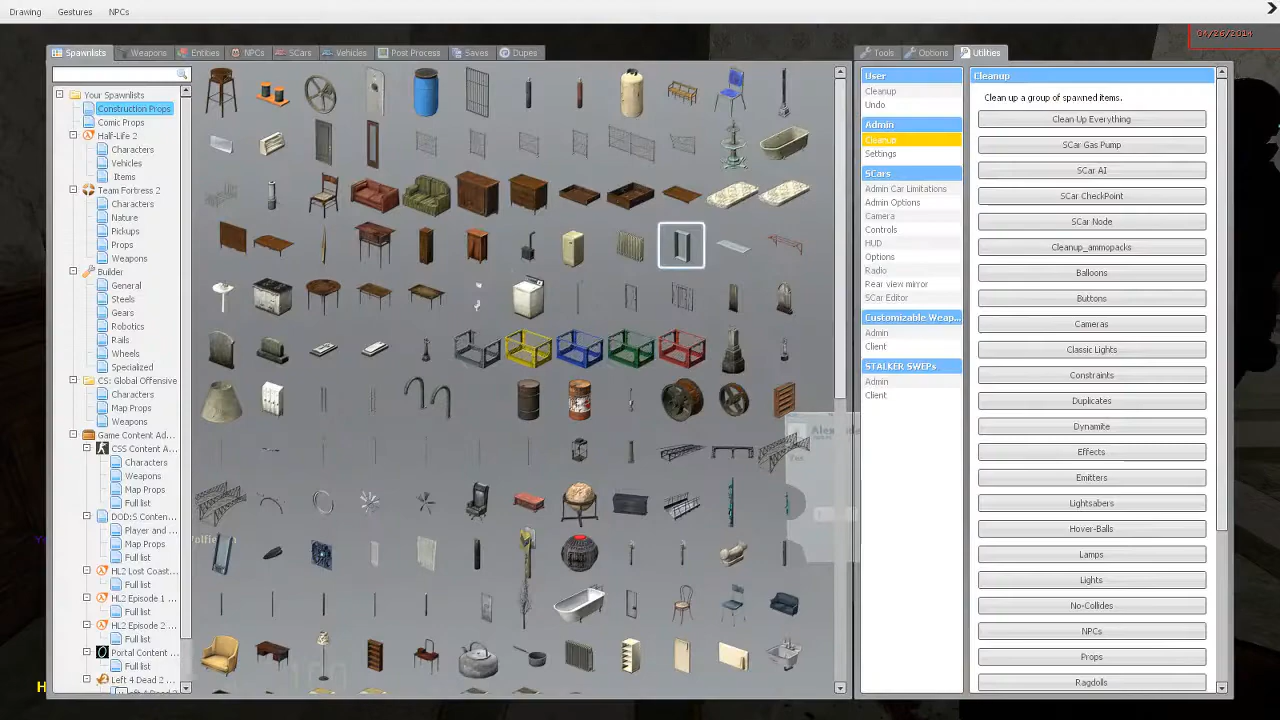 Drawing Gestures NPCs
04/26/2014
Spawnlists Weapons Entities NPCs SCars Vehicles Post Process Saves Dupes
Tools Options Utilities
Your Spawnlists
Construction Props
Comic Props
Half-Life 2
Characters
Vehicles
Items
Team Fortress 2
Characters
Nature
Pickups
Props
Weapons
Builder
General
Steels
Gears
Robotics
Rails
Wheels
Specialized
CS: Global Offensive
Characters
Map Props
Weapons
Game Content Ad...
CSS Content A...
Characters
Weapons
Map Props
Full list
DOD:S Conten...
Player and ...
Map Props
Full list
HL2 Lost Coast...
Full list
HL2 Episode 1 ...
Full list
HL2 Episode 2 ...
Full list
Portal Content ...
Full list
Left 4 Dead 2 ...
User
Cleanup
Undo
Admin
Cleanup
Settings
SCars
Admin Car Limitations
Admin Options
Camera
Controls
HUD
Options
Radio
Rear view mirror
SCar Editor
Customizable Weap...
Admin
Client
STALKER SWEPs
Admin
Client
Cleanup
Clean up a group of spawned items.
Clean Up Everything
SCar Gas Pump
SCar AI
SCar CheckPoint
SCar Node
Cleanup_ammopacks
Balloons
Buttons
Cameras
Classic Lights
Constraints
Duplicates
Dynamite
Effects
Emitters
Lightsabers
Hover-Balls
Lamps
Lights
No-Collides
NPCs
Props
Ragdolls
H